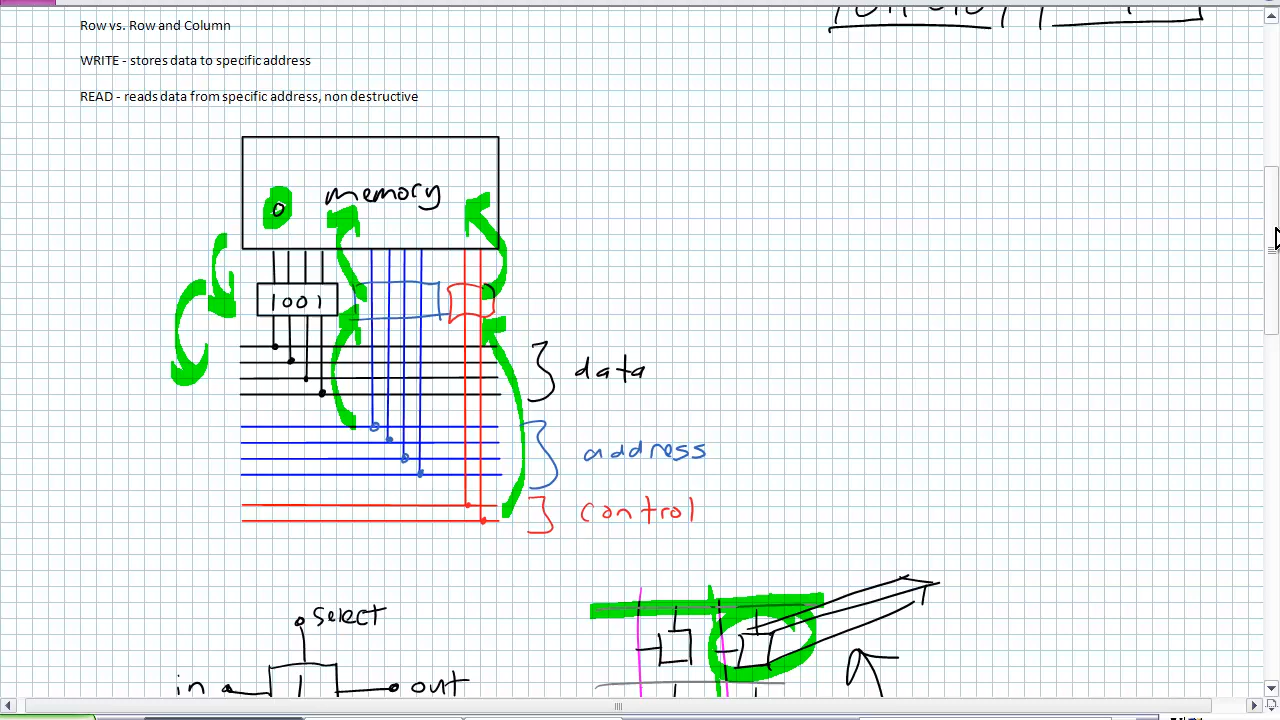 Row vs. Row and Column
WRITE - stores data to specific address
READ - reads data from specific address, non destructive
memory
0
1001
data
address
control
select
in
out